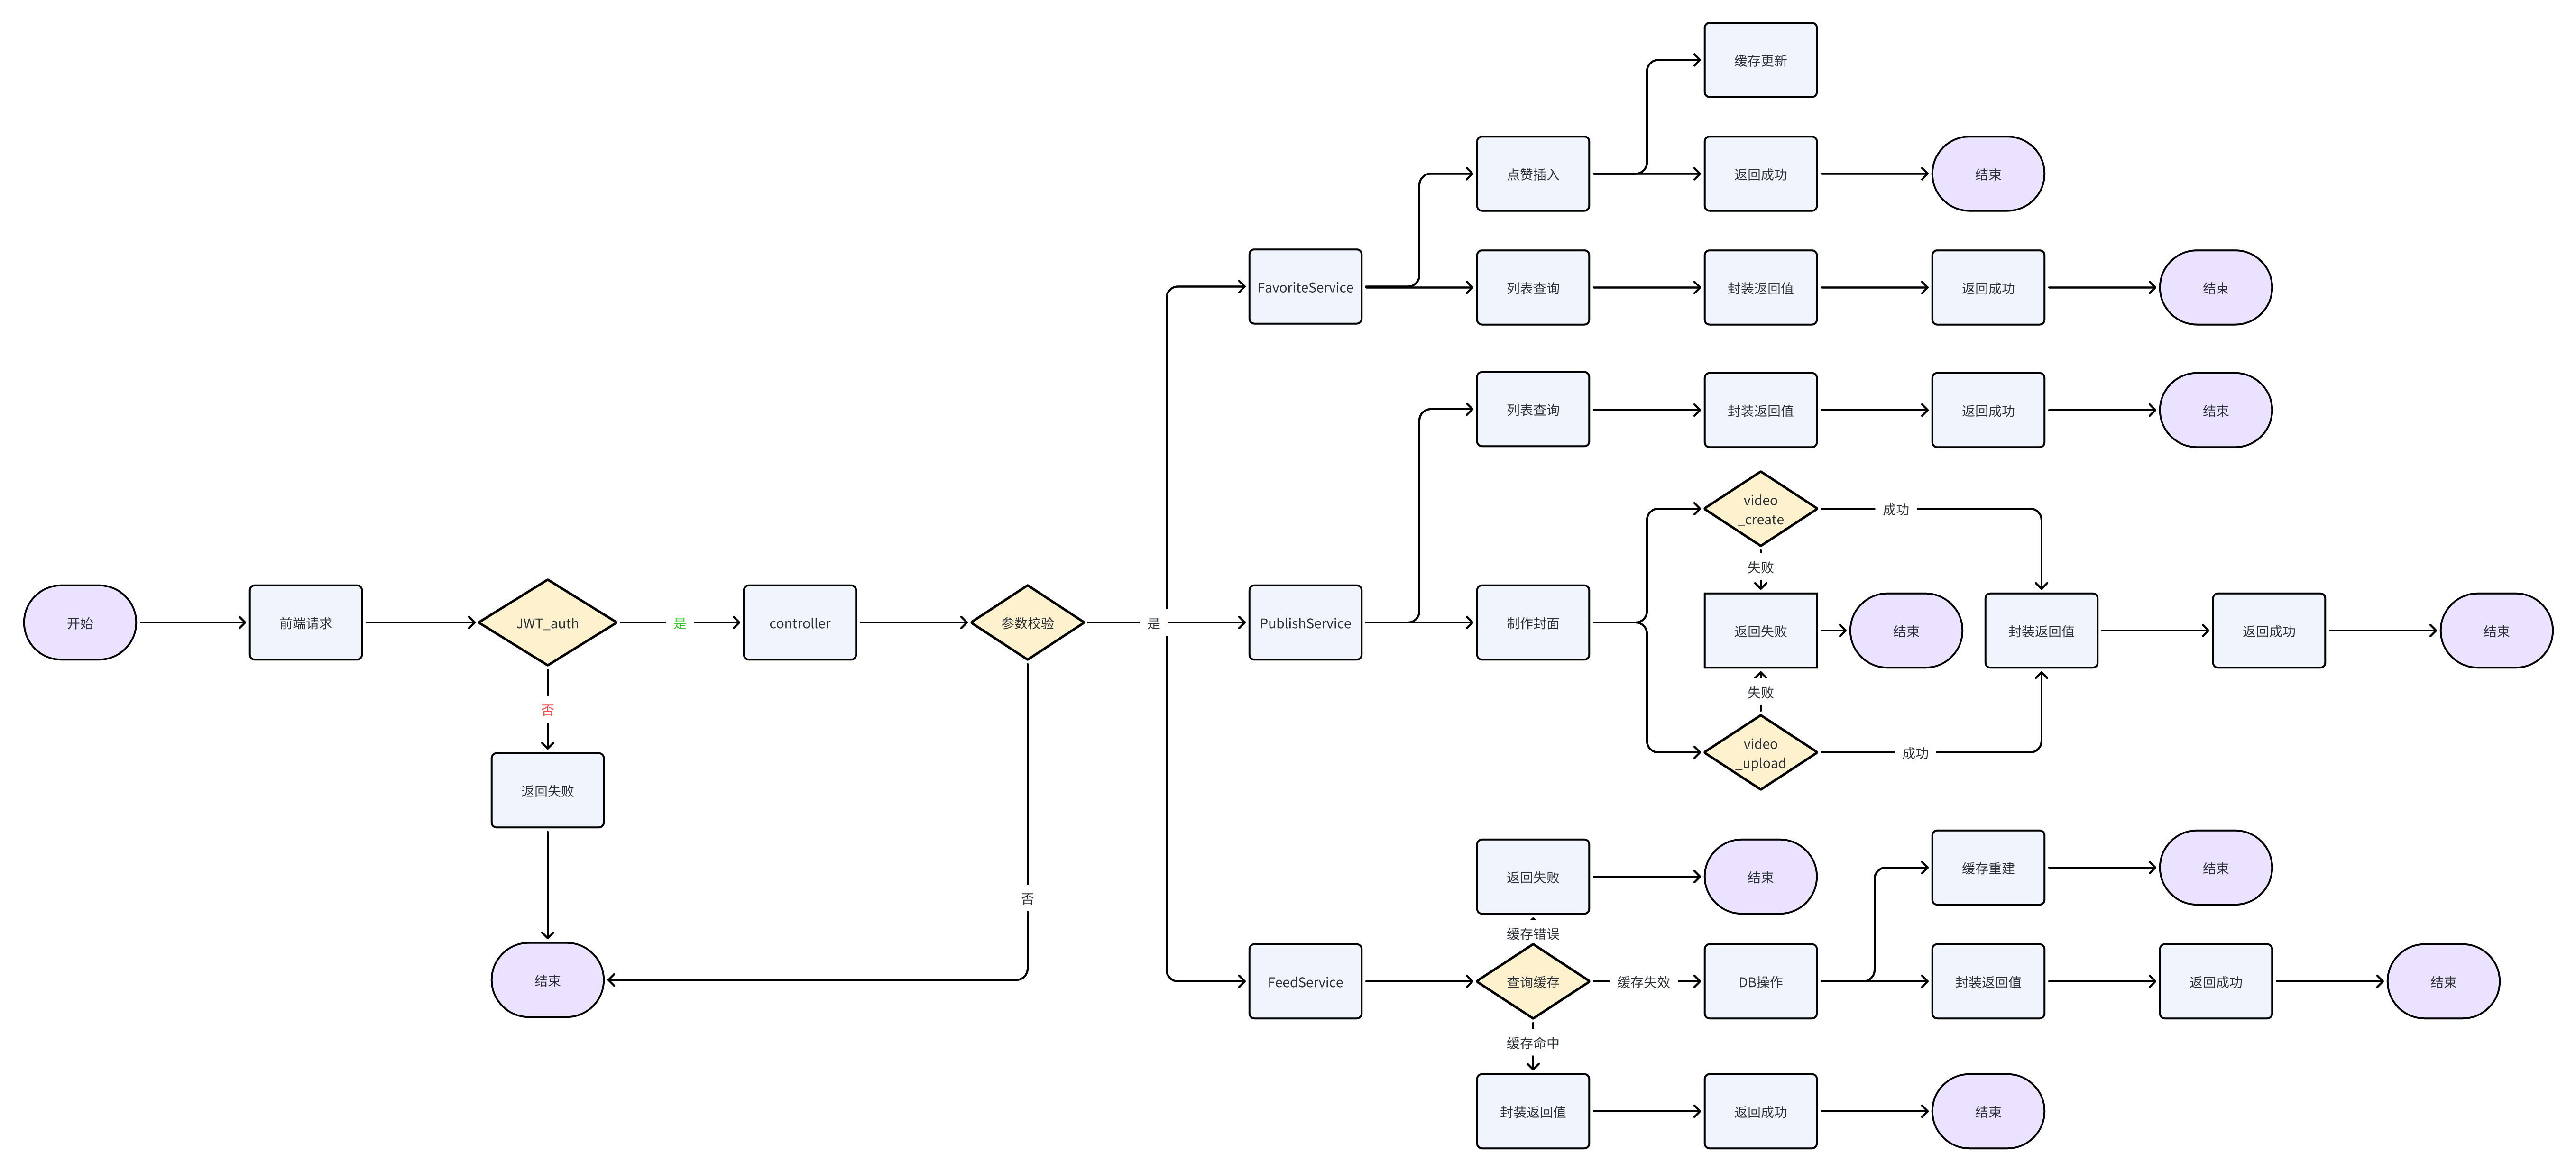 缓存更新
点赞插入
返回成功
结束
FavoriteService
列表查询
封装返回值
返回成功
结束
列表查询
封装返回值
返回成功
结束
video
_create
成功
失败
开始
前端请求
JWT_auth
是
controller
参数校验
是
PublishService
制作封面
返回失败
结束
封装返回值
返回成功
结束
否
失败
video
_upload
成功
返回失败
否
返回失败
结束
缓存重建
结束
缓存错误
结束
FeedService
查询缓存
缓存失效
DB操作
封装返回值
返回成功
结束
缓存命中
封装返回值
返回成功
结束